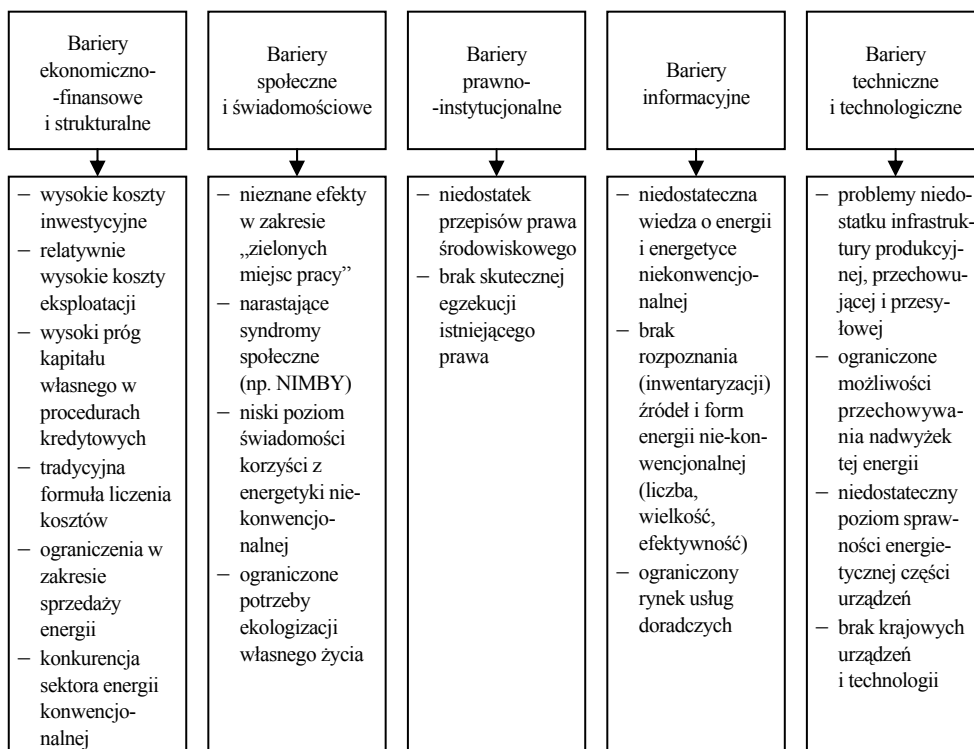 Bariery
ekonomiczno-
-finansowe
i strukturalne
Bariery
społeczne
i świadomościowe
Bariery
prawno-
-instytucjonalne
Bariery
informacyjne
Bariery
techniczne
i technologiczne
– wysokie koszty
inwestycyjne
– relatywnie
wysokie koszty
eksploatacji
– wysoki próg
kapitału
własnego w
procedurach
kredytowych
– tradycyjna
formuła liczenia
kosztów
– ograniczenia w
zakresie
sprzedaży
energii
– konkurencja
sektora energii
konwencjo-
nalnej
– nieznane efekty
w zakresie
„zielonych
miejsc pracy”
– narastające
syndromy
społeczne
(np. NIMBY)
– niski poziom
świadomości
korzyści z
energetyki nie-
konwencjo-
nalnej
– ograniczone
potrzeby
ekologizacji
własnego życia
– niedostatek
przepisów prawa
środowiskowego
– brak skutecznej
egzekucji
istniejącego
prawa
– niedostateczna
wiedza o energii
i energetyce
niekonwencjo-
nalnej
– brak
rozpoznania
(inwentaryzacji)
źródeł i form
energii nie-kon-
wencjonalnej
(liczba,
wielkość,
efektywność)
– ograniczony
rynek usług
doradczych
– problemy niedo-
statku infrastruk-
tury produkcyj-
nej, przechowu-
jącej i przesy-
łowej
– ograniczone
możliwości
przechowywa-
nia nadwyżek
tej energii
– niedostateczny
poziom spraw-
ności energie-
tycznej części
urządzeń
– brak krajowych
urządzeń
i technologii